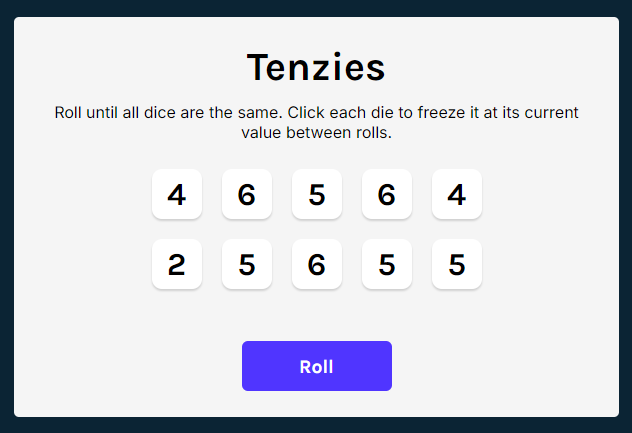 Tenzies
Roll until all dice are the same. Click each die to freeze it at its current
value between rolls.
4 6 5 6 4
2 5 6 5 5
Roll